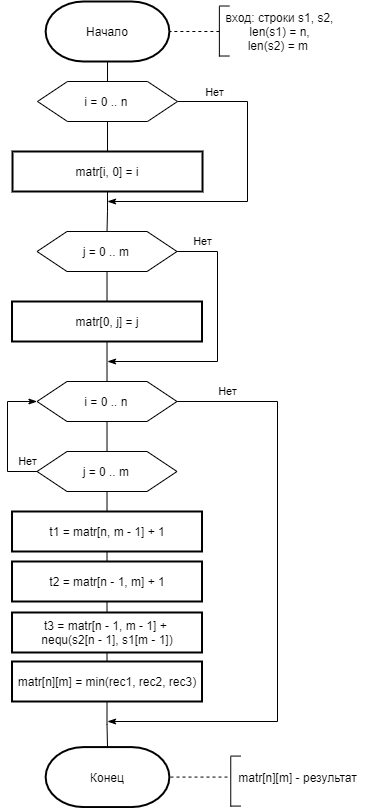 Начало
вход: строки s1, s2,
len(s1) = n,
len(s2) = m
i = 0 .. n
Нет
matr[i, 0] = i
j = 0 .. m
Нет
matr[0, j] = j
i = 0 .. n
Нет
j = 0 .. m
Нет
t1 = matr[n, m - 1] + 1
t2 = matr[n - 1, m] + 1
t3 = matr[n - 1, m - 1] +
nequ(s2[n - 1], s1[m - 1])
matr[n][m] = min(rec1, rec2, rec3)
Конец
matr[n][m] - результат